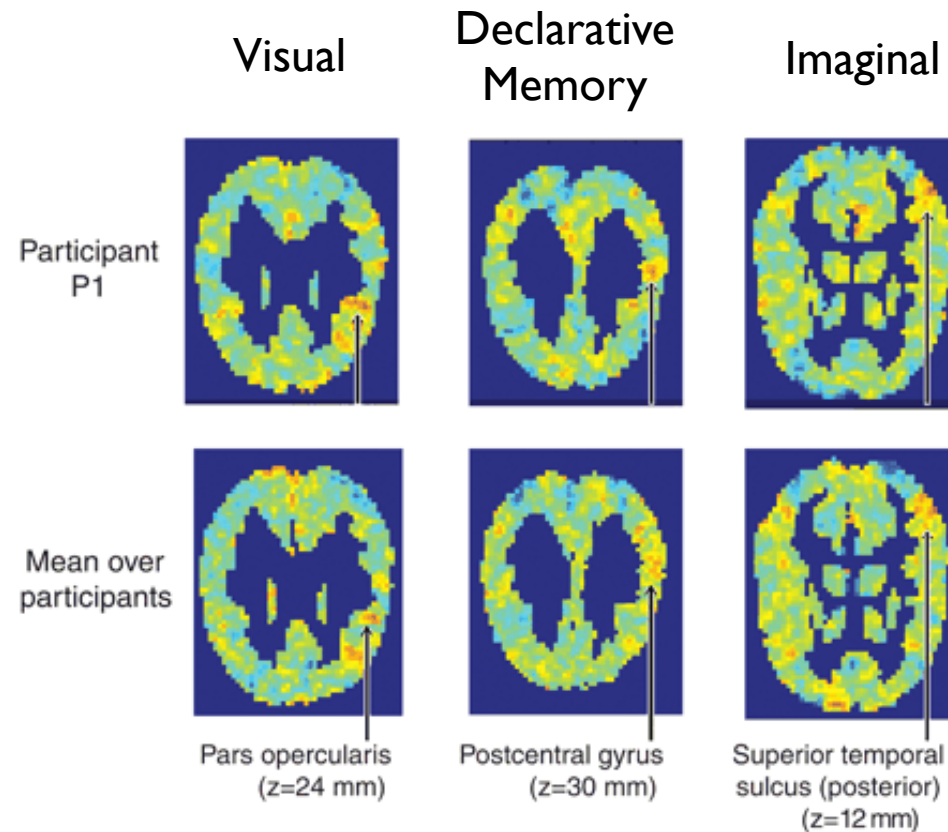 Visual
Declarative
Memory
Imaginal
Participant
P1
Mean over
participants
Pars opercularis
(z=24 mm)
Postcentral gyrus
(z=30 mm)
Superior temporal
sulcus (posterior)
(z=12 mm)